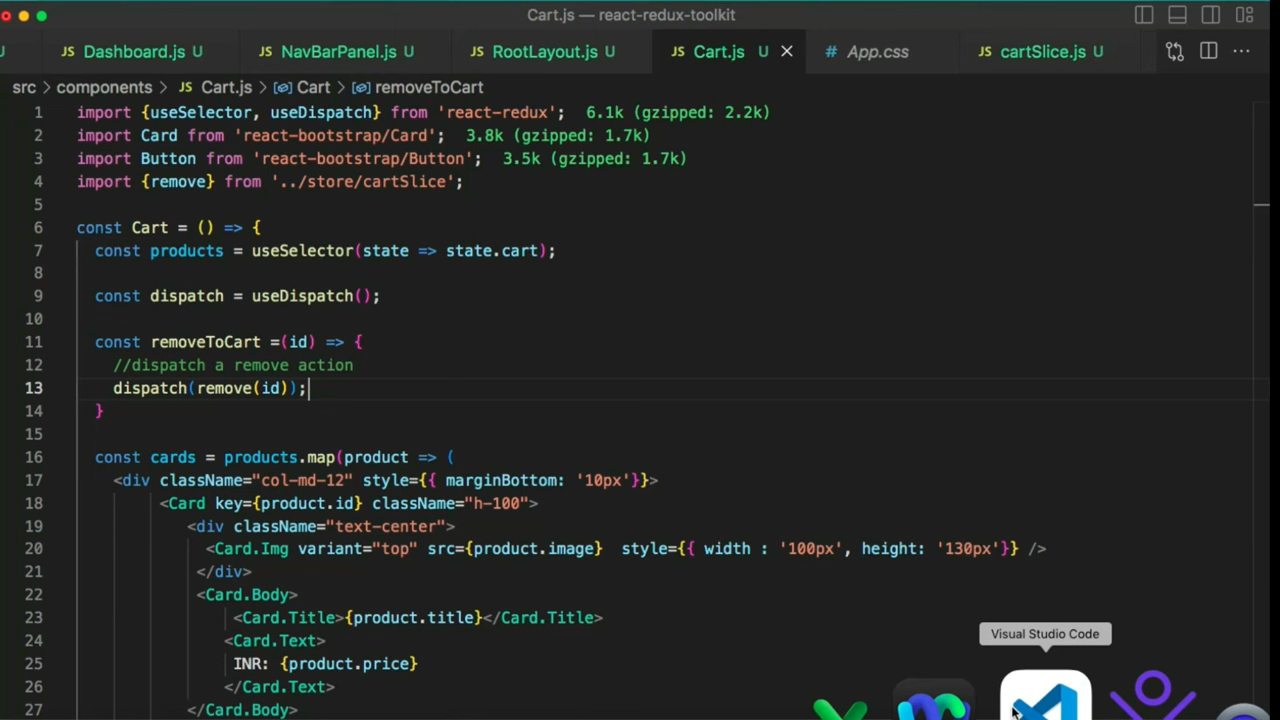 Cart.js — react-redux-toolkit
U JS Dashboard.js U JS NavBarPanel.js U JS RootLayout.js U JS Cart.js U × # App.css JS cartSlice.js U ...
src > components > JS Cart.js > Cart > removeToCart
1 import {useSelector, useDispatch} from 'react-redux'; 6.1k (gzipped: 2.2k)
2 import Card from 'react-bootstrap/Card'; 3.8k (gzipped: 1.7k)
3 import Button from 'react-bootstrap/Button'; 3.5k (gzipped: 1.7k)
4 import {remove} from '../store/cartSlice';
5
6 const Cart = () => {
7 const products = useSelector(state => state.cart);
8
9 const dispatch = useDispatch();
10
11 const removeToCart =(id) => {
12 //dispatch a remove action
13 dispatch(remove(id));
14 }
15
16 const cards = products.map(product => (
17 <div className="col-md-12" style={{ marginBottom: '10px'}}>
18 <Card key={product.id} className="h-100">
19 <div className="text-center">
20 <Card.Img variant="top" src={product.image} style={{ width : '100px', height: '130px'}} />
21 </div>
22 <Card.Body>
23 <Card.Title>{product.title}</Card.Title>
24 <Card.Text>
25 INR: {product.price}
26 </Card.Text>
27 </Card.Body>
Visual Studio Code